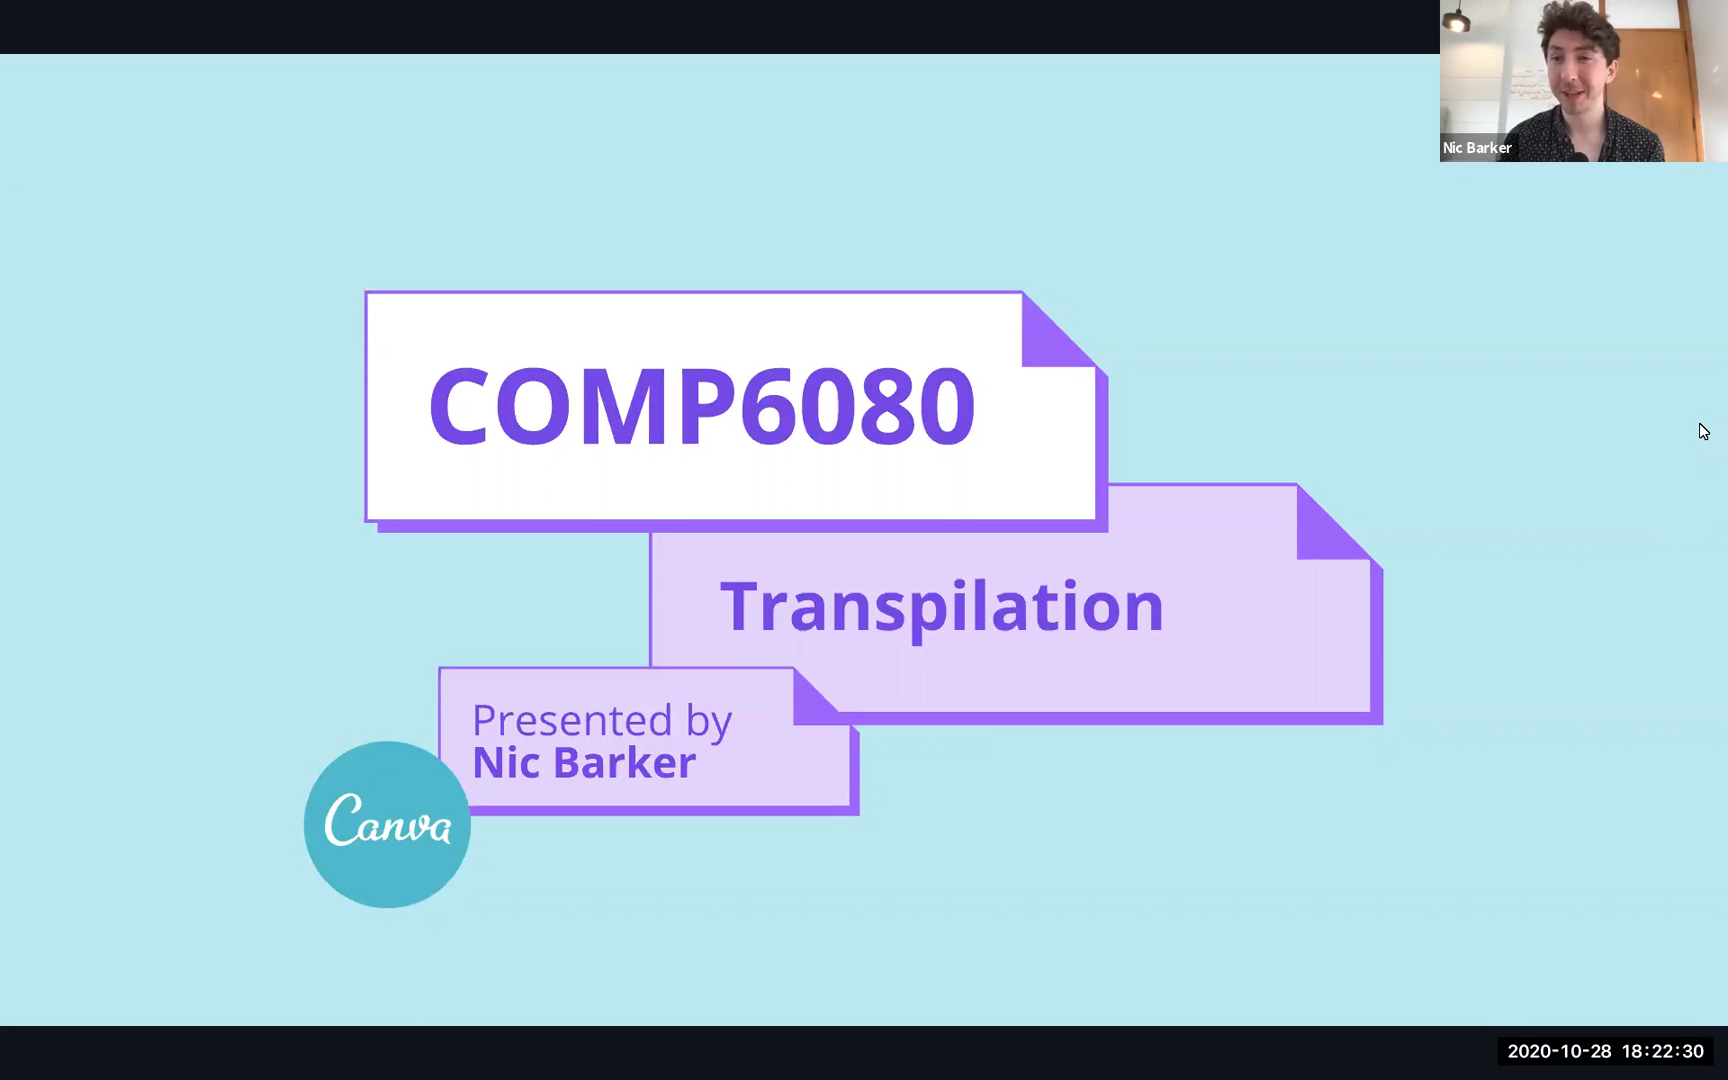 Nic Barker
COMP6080
Transpilation
Presented by
Nic Barker
Canva
2020-10-28 18:22:30